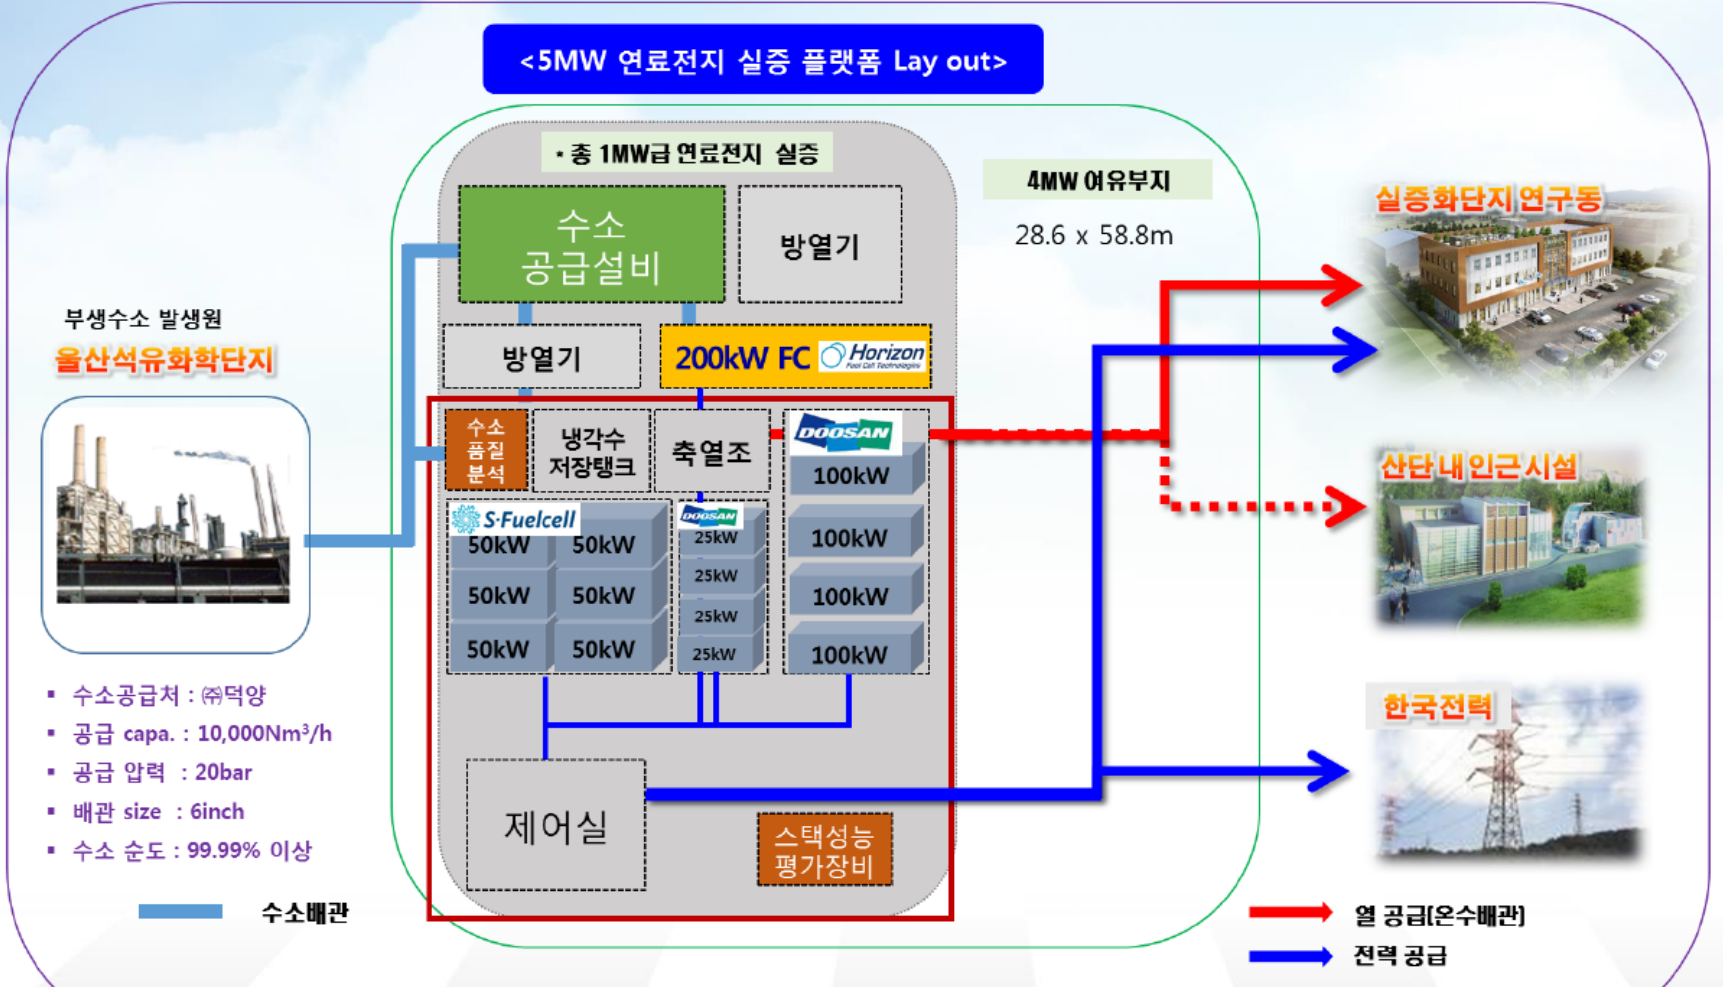 <5MW 연료전지 실증 플랫폼 Lay out>
* 총 1MW급 연료전지 실증
4MW 여유부지
28.6 x 58.8m
수소
공급설비
방열기
방열기
200kW FC
Horizon
Fuel Cell Technologies
부생수소 발생원
울산석유화학단지
수소
품질
분석
냉각수
저장탱크
축열조
DOOSAN
100kW
100kW
100kW
100kW
S·Fuelcell
50kW 50kW
50kW 50kW
50kW 50kW
DOOSAN
25kW
25kW
25kW
25kW
제어실
스택성능
평가장비
▪ 수소공급처 : ㈜덕양
▪ 공급 capa. : 10,000Nm³/h
▪ 공급 압력 : 20bar
▪ 배관 size : 6inch
▪ 수소 순도 : 99.99% 이상
수소배관
실증화단지 연구동
산단 내 인근 시설
한국전력
열 공급(온수배관)
전력 공급